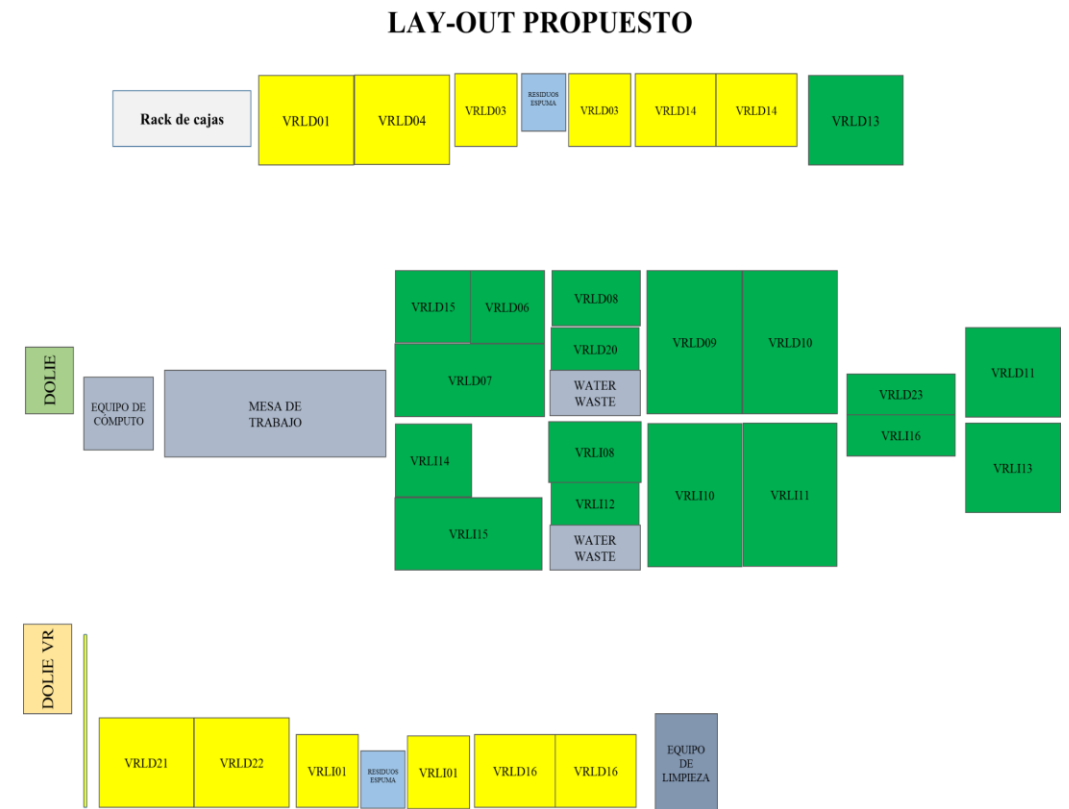 LAY-OUT PROPUESTO
Rack de cajas
VRLD01
VRLD04
VRLD03
RESIDUOS
ESPUMA
VRLD03
VRLD14
VRLD14
VRLD13
VRLD15
VRLD06
VRLD07
VRLD08
VRLD20
WATER
WASTE
VRLD09
VRLD10
VRLD11
DOLIE
EQUIPO DE
CÓMPUTO
MESA DE
TRABAJO
VRLD23
VRLI16
VRLI14
VRLI15
VRLI08
VRLI12
WATER
WASTE
VRLI10
VRLI11
VRLI13
DOLIE VR
VRLD21
VRLD22
VRLI01
RESIDUOS
ESPUMA
VRLI01
VRLD16
VRLD16
EQUIPO
DE
LIMPIEZA